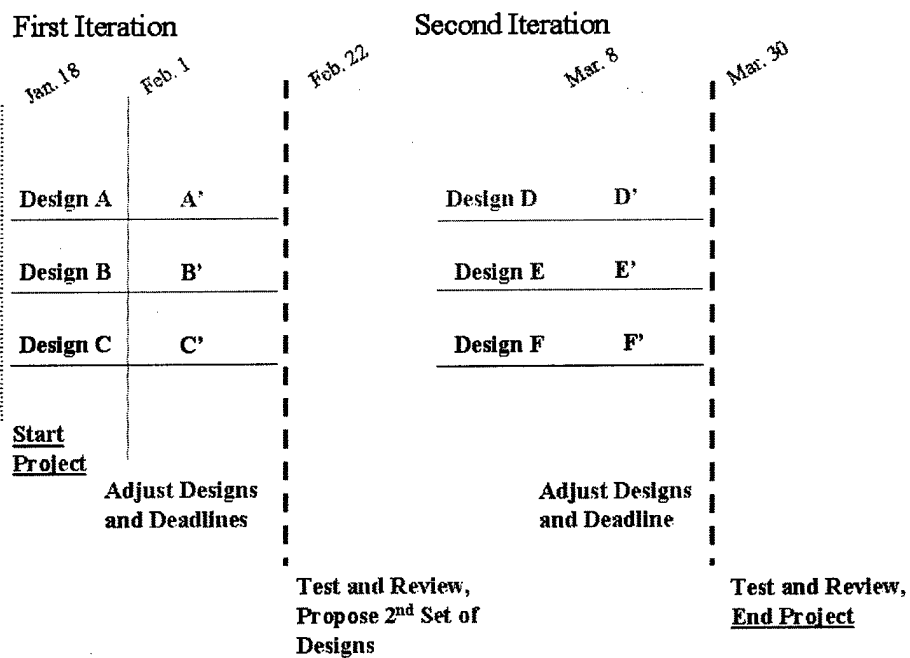 First Iteration
Second Iteration
Jan. 18
Feb. 1
Feb. 22
Mar. 8
Mar. 30
Design A A’
Design D D’
Design B B’
Design E E’
Design C C’
Design F F’
Start
Project
Adjust Designs
and Deadlines
Adjust Designs
and Deadline
Test and Review,
Propose 2nd Set of
Designs
Test and Review,
End Project